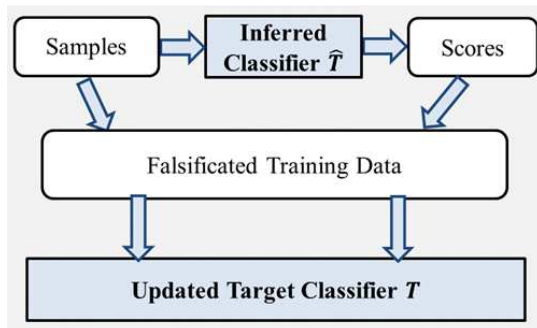 Samples
Inferred
Classifier T̂
Scores
Falsificated Training Data
Updated Target Classifier T